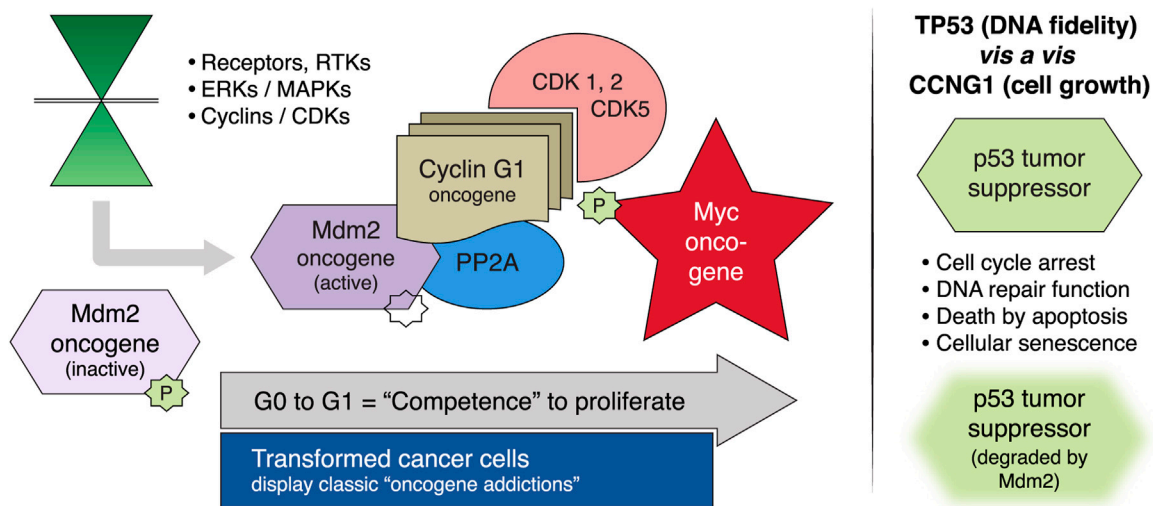 • Receptors, RTKs
• ERKs / MAPKs
• Cyclins / CDKs
CDK 1, 2
CDK5
Cyclin G1
oncogene
Mdm2
oncogene
(active)
PP2A
P
Myc
onco-
gene
Mdm2
oncogene
(inactive)
P
G0 to G1 = “Competence” to proliferate
Transformed cancer cells
display classic “oncogene addictions”
TP53 (DNA fidelity)
vis a vis
CCNG1 (cell growth)
p53 tumor
suppressor
• Cell cycle arrest
• DNA repair function
• Death by apoptosis
• Cellular senescence
p53 tumor
suppressor
(degraded by
Mdm2)